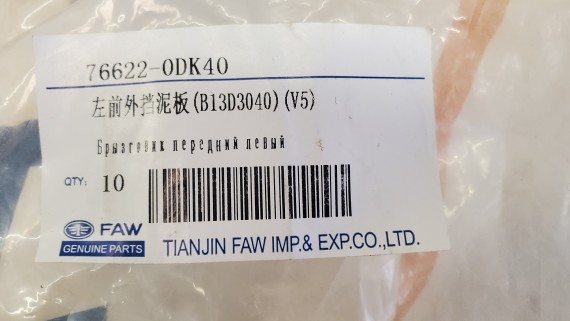 76622-0DK40
左前外挡泥板(B13D3040)(V5)
Брызговик передний левый
QTY: 10
FAW
GENUINE PARTS
TIANJIN FAW IMP.& EXP.CO.,LTD.